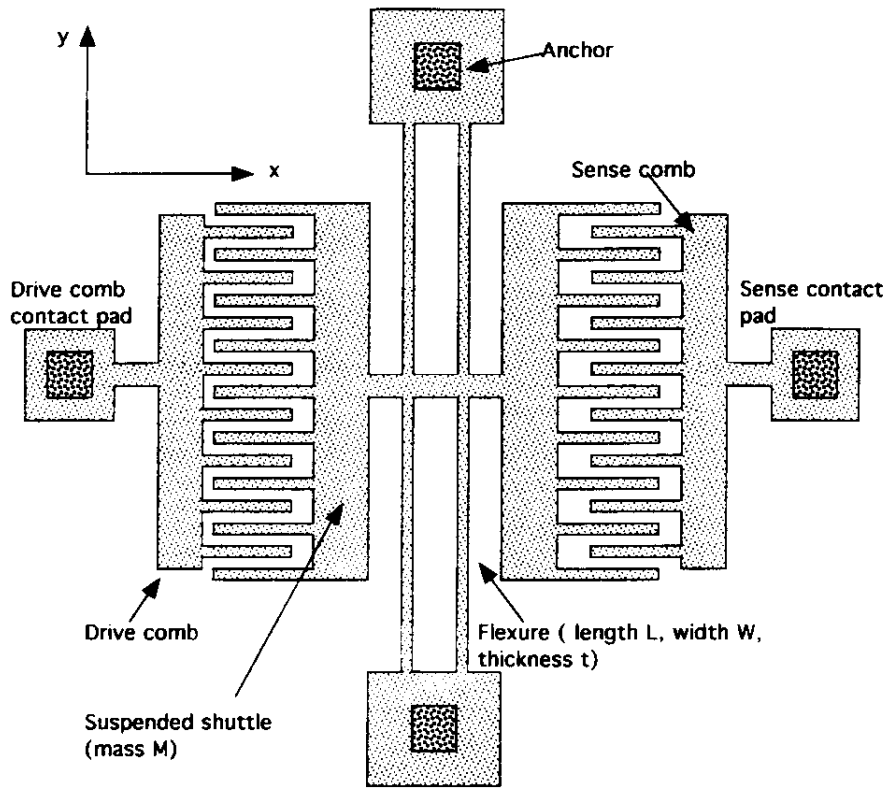 y
Anchor
x
Sense comb
Drive comb
contact pad
Sense contact
pad
Drive comb
Flexure ( length L, width W,
thickness t)
Suspended shuttle
(mass M)